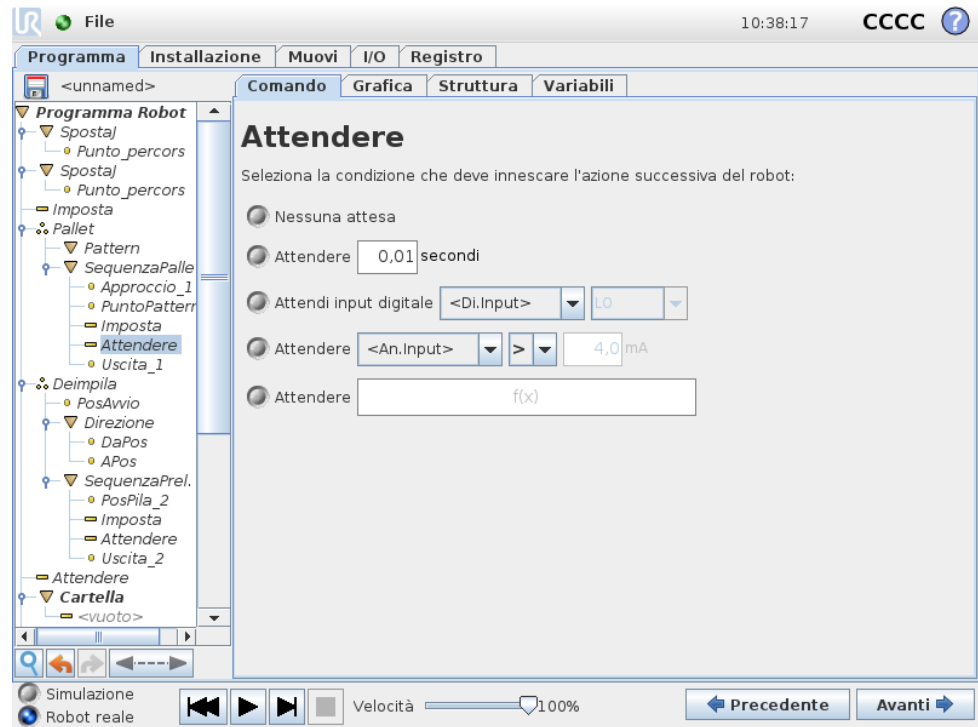 UR File 10:38:17 CCCC ?
Programma Installazione Muovi I/O Registro
<unnamed>
Comando Grafica Struttura Variabili
Programma Robot
SpostaJ
Punto_percors
SpostaJ
Punto_percors
Imposta
Pallet
Pattern
SequenzaPalle
Approccio_1
PuntoPattern
Imposta
Attendere
Uscita_1
Deimpila
PosAvvio
Direzione
DaPos
APos
SequenzaPrel.
PosPila_2
Imposta
Attendere
Uscita_2
Attendere
Cartella
<vuoto>
Attendere
Seleziona la condizione che deve innescare l'azione successiva del robot:
Nessuna attesa
Attendere 0,01 secondi
Attendi input digitale <Di.Input> LO
Attendere <An.Input> > 4,0 mA
Attendere f(x)
Simulazione
Robot reale
Velocità 100%
Precedente Avanti